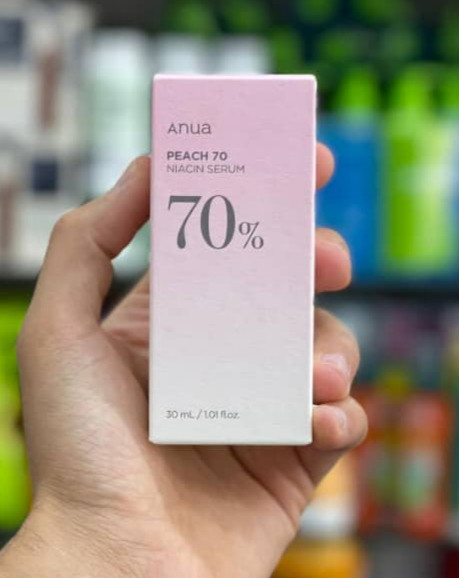 Anua
PEACH 70
NIACIN SERUM
70%
30 mL / 1.01 fl.oz.